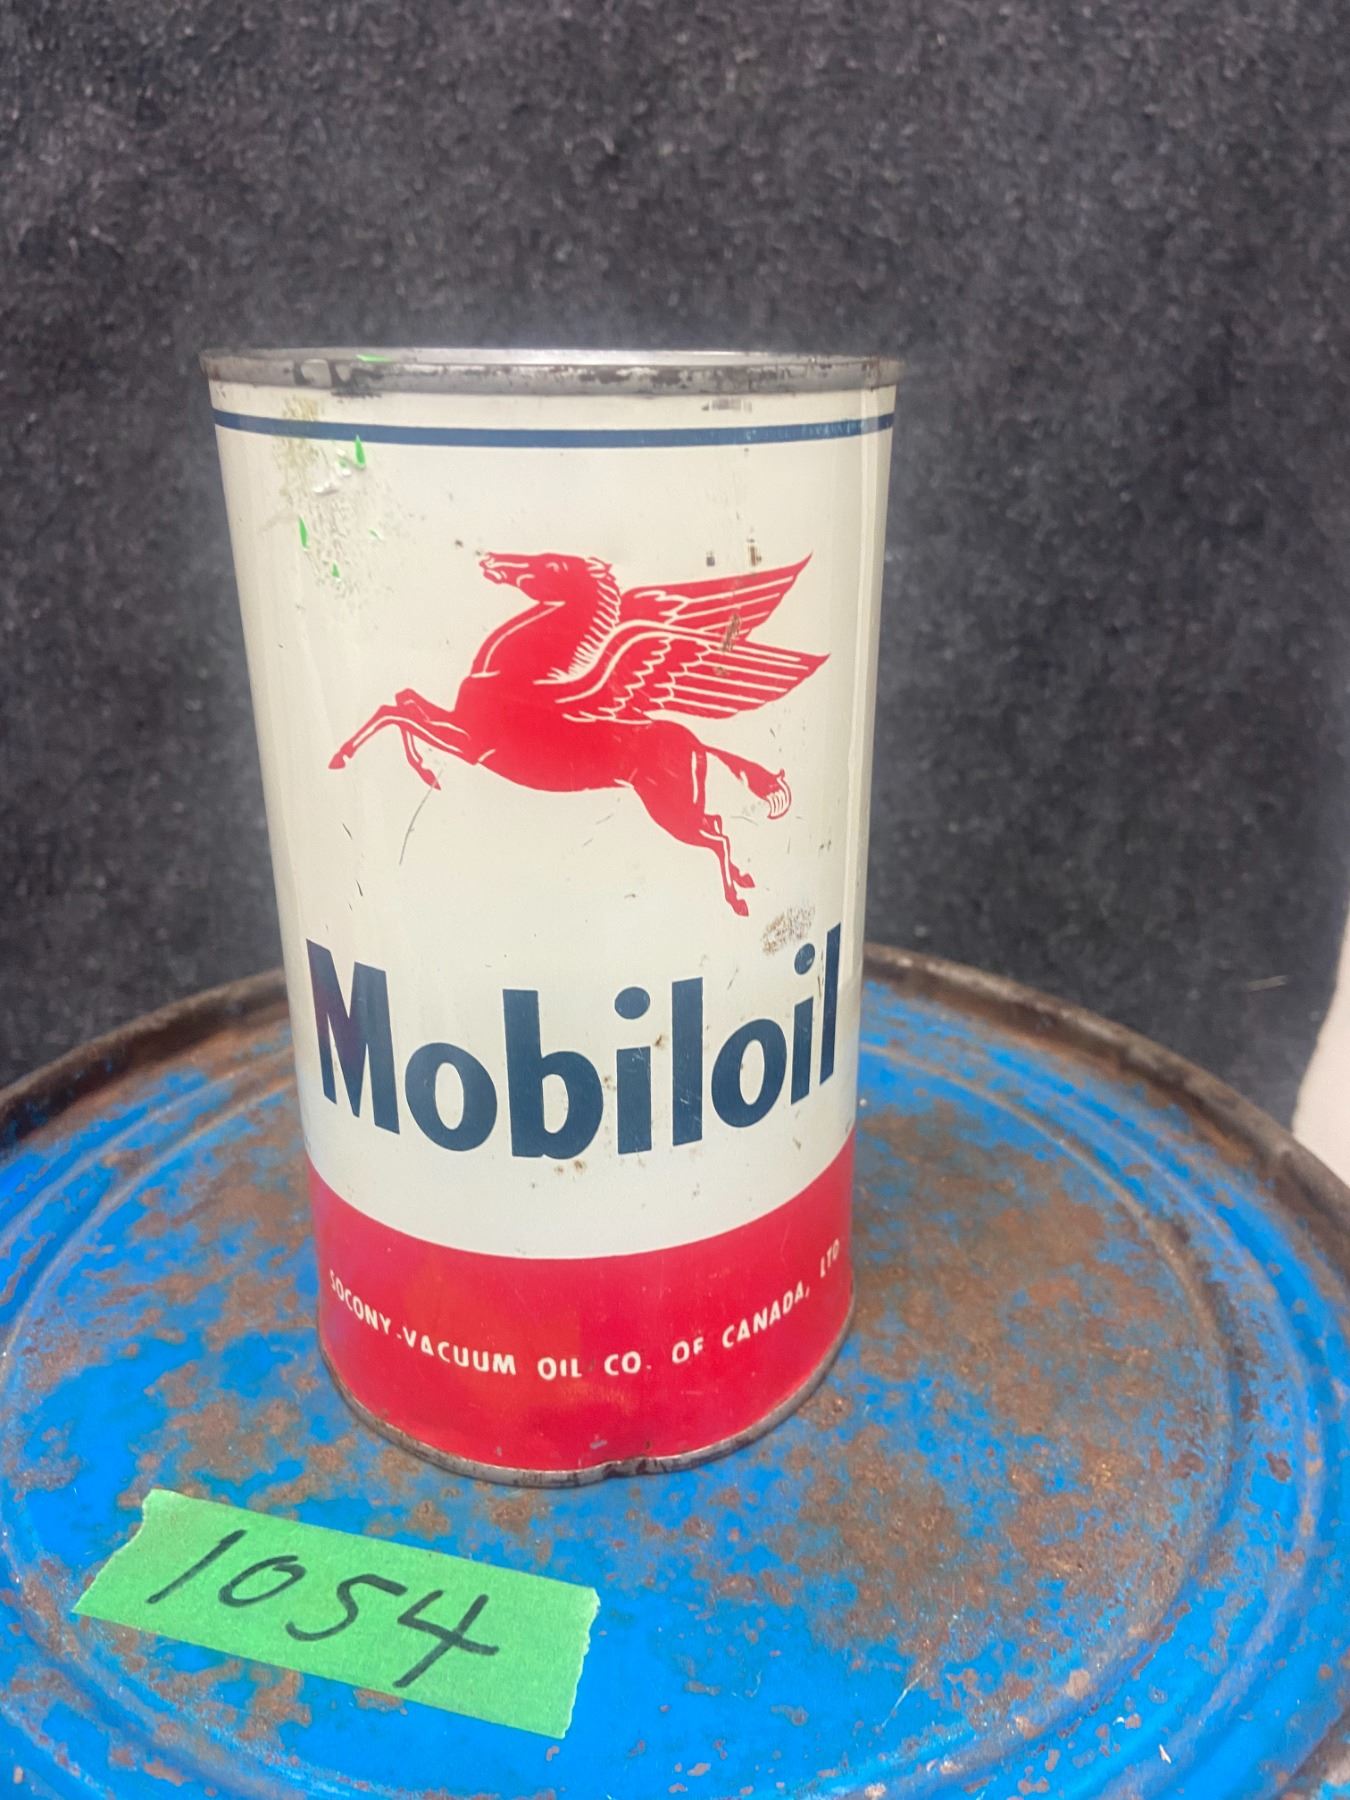 Mobiloil
SOCONY-VACUUM OIL CO. OF CANADA, LTD
1054